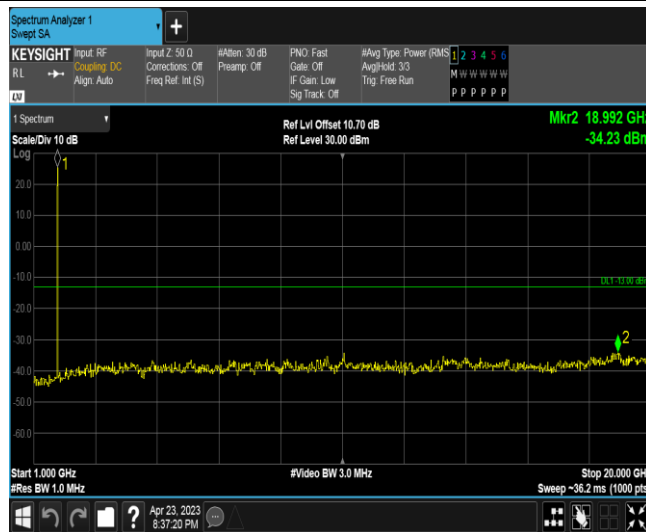 Spectrum Analyzer 1
Swept SA
+
KEYSIGHT
RL
LXI
Input: RF
Coupling: DC
Align: Auto
Input Z: 50 Ω
Corrections: Off
Freq Ref: Int (S)
#Atten: 30 dB
Preamp: Off
PNO: Fast
Gate: Off
IF Gain: Low
Sig Track: Off
#Avg Type: Power (RMS
Avg|Hold: 3/3
Trig: Free Run
1 2 3 4 5 6
M W W W W W
P P P P P P
1 Spectrum
Scale/Div 10 dB
Ref Lvl Offset 10.70 dB
Ref Level 30.00 dBm
Mkr2 18.992 GHz
-34.23 dBm
Log
1
20.0
10.0
0.00
-10.0
DL1 -13.00 dBm
-20.0
-30.0
2
-40.0
-50.0
-60.0
Start 1.000 GHz
#Res BW 1.0 MHz
#Video BW 3.0 MHz
Stop 20.000 GHz
Sweep ~36.2 ms (1000 pts)
?
Apr 23, 2023
8:37:20 PM